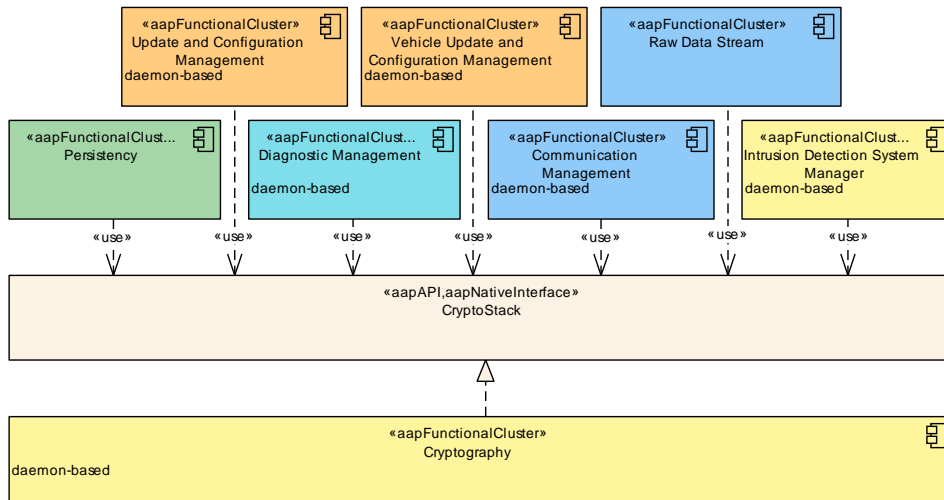 «aapFunctionalCluster»
Update and Configuration
Management
daemon-based
«aapFunctionalCluster»
Vehicle Update and
Configuration Management
daemon-based
«aapFunctionalCluster»
Raw Data Stream
«aapFunctionalClust...
Persistency
«aapFunctionalClust...
Diagnostic Management
daemon-based
«aapFunctionalCluster»
Communication
Management
daemon-based
«aapFunctionalClust...
Intrusion Detection System
Manager
daemon-based
«use»
«use»
«use»
«use»
«use»
«use»
«use»
«aapAPI,aapNativeInterface»
CryptoStack
«aapFunctionalCluster»
Cryptography
daemon-based